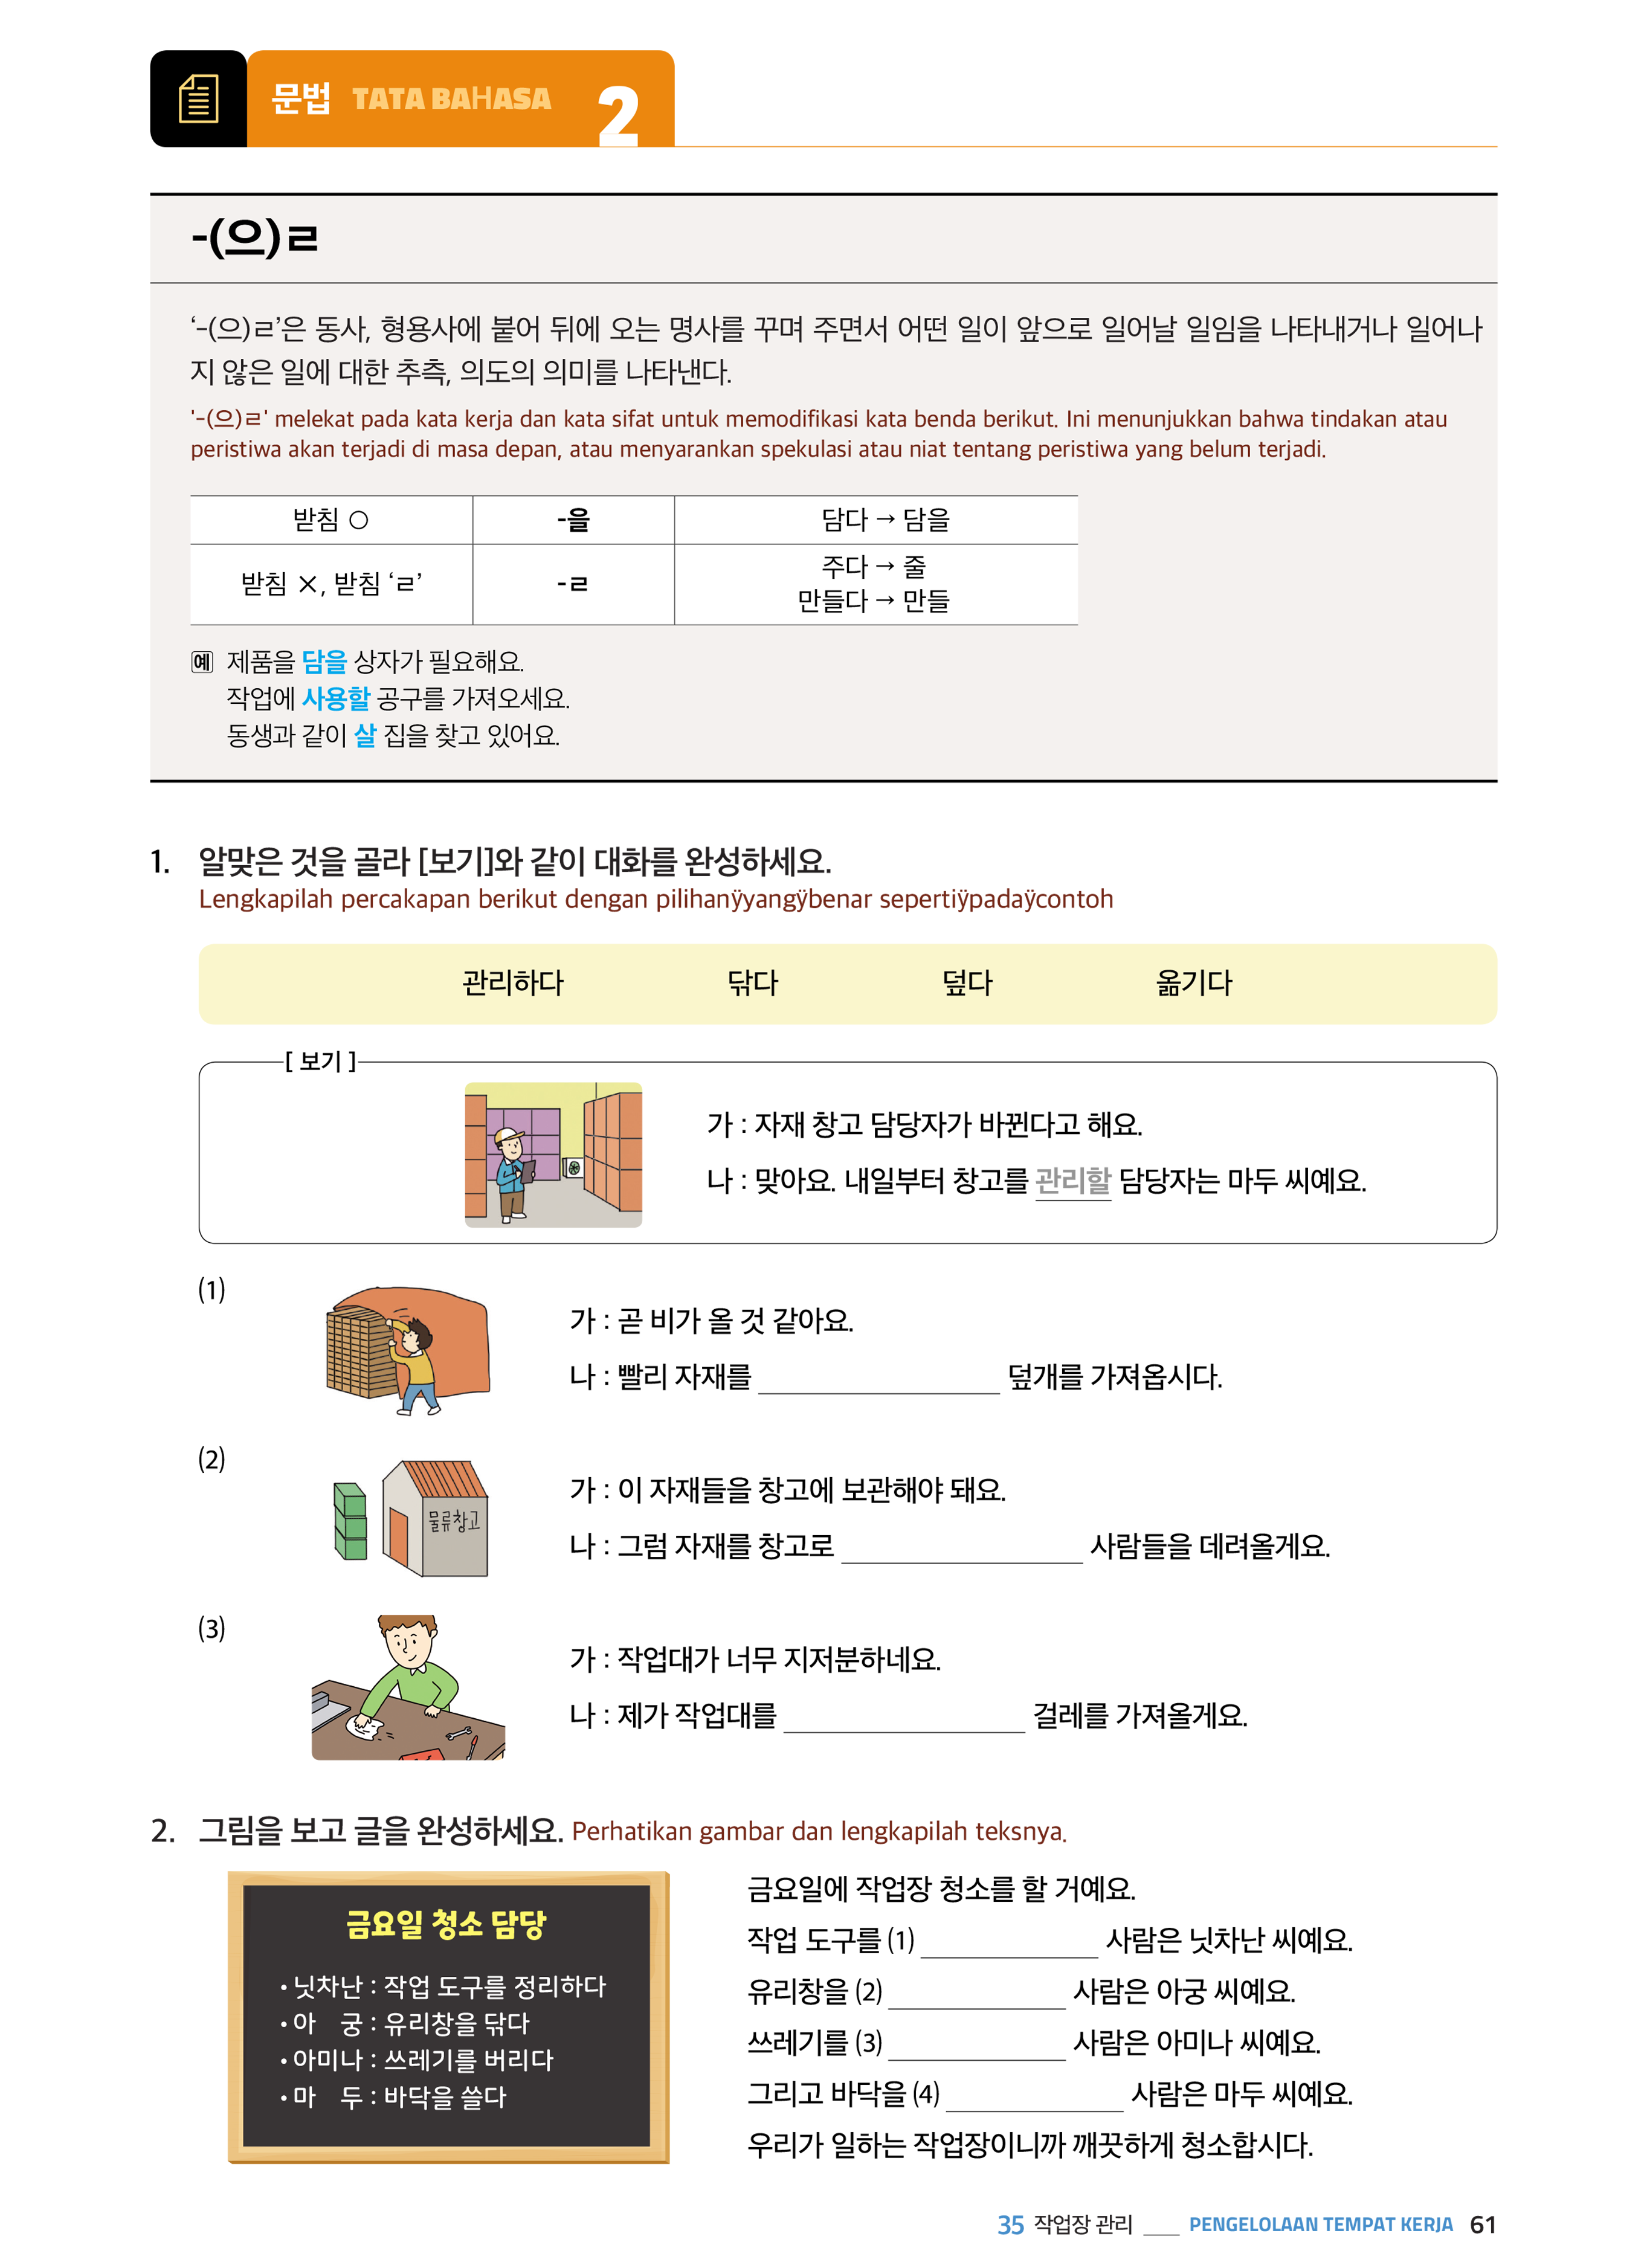 문법 TATA BAHASA 2
-(으)ㄹ
‘-(으)ㄹ’은 동사, 형용사에 붙어 뒤에 오는 명사를 꾸며 주면서 어떤 일이 앞으로 일어날 일임을 나타내거나 일어나
지 않은 일에 대한 추측, 의도의 의미를 나타낸다.
'-(으)ㄹ' melekat pada kata kerja dan kata sifat untuk memodifikasi kata benda berikut. Ini menunjukkan bahwa tindakan atau
peristiwa akan terjadi di masa depan, atau menyarankan spekulasi atau niat tentang peristiwa yang belum terjadi.
받침 ○ -을 담다 → 담을
받침 ×, 받침 ‘ㄹ’ -ㄹ 주다 → 줄
만들다 → 만들
예 제품을 담을 상자가 필요해요.
작업에 사용할 공구를 가져오세요.
동생과 같이 살 집을 찾고 있어요.
1. 알맞은 것을 골라 [보기]와 같이 대화를 완성하세요.
Lengkapilah percakapan berikut dengan pilihanÿyangÿbenar sepertiÿpadaÿcontoh
관리하다 닦다 덮다 옮기다
[ 보기 ]
가 : 자재 창고 담당자가 바뀐다고 해요.
나 : 맞아요. 내일부터 창고를 관리할 담당자는 마두 씨예요.
(1)
가 : 곧 비가 올 것 같아요.
나 : 빨리 자재를 ____ 덮개를 가져옵시다.
(2)
물류창고
가 : 이 자재들을 창고에 보관해야 돼요.
나 : 그럼 자재를 창고로 ____ 사람들을 데려올게요.
(3)
가 : 작업대가 너무 지저분하네요.
나 : 제가 작업대를 ____ 걸레를 가져올게요.
2. 그림을 보고 글을 완성하세요. Perhatikan gambar dan lengkapilah teksnya.
금요일 청소 담당
• 닛차난 : 작업 도구를 정리하다
• 아 궁 : 유리창을 닦다
• 아미나 : 쓰레기를 버리다
• 마 두 : 바닥을 쓸다
금요일에 작업장 청소를 할 거예요.
작업 도구를 (1) ____ 사람은 닛차난 씨예요.
유리창을 (2) ____ 사람은 아궁 씨예요.
쓰레기를 (3) ____ 사람은 아미나 씨예요.
그리고 바닥을 (4) ____ 사람은 마두 씨예요.
우리가 일하는 작업장이니까 깨끗하게 청소합시다.
35 작업장 관리 ____ PENGELOLAAN TEMPAT KERJA 61